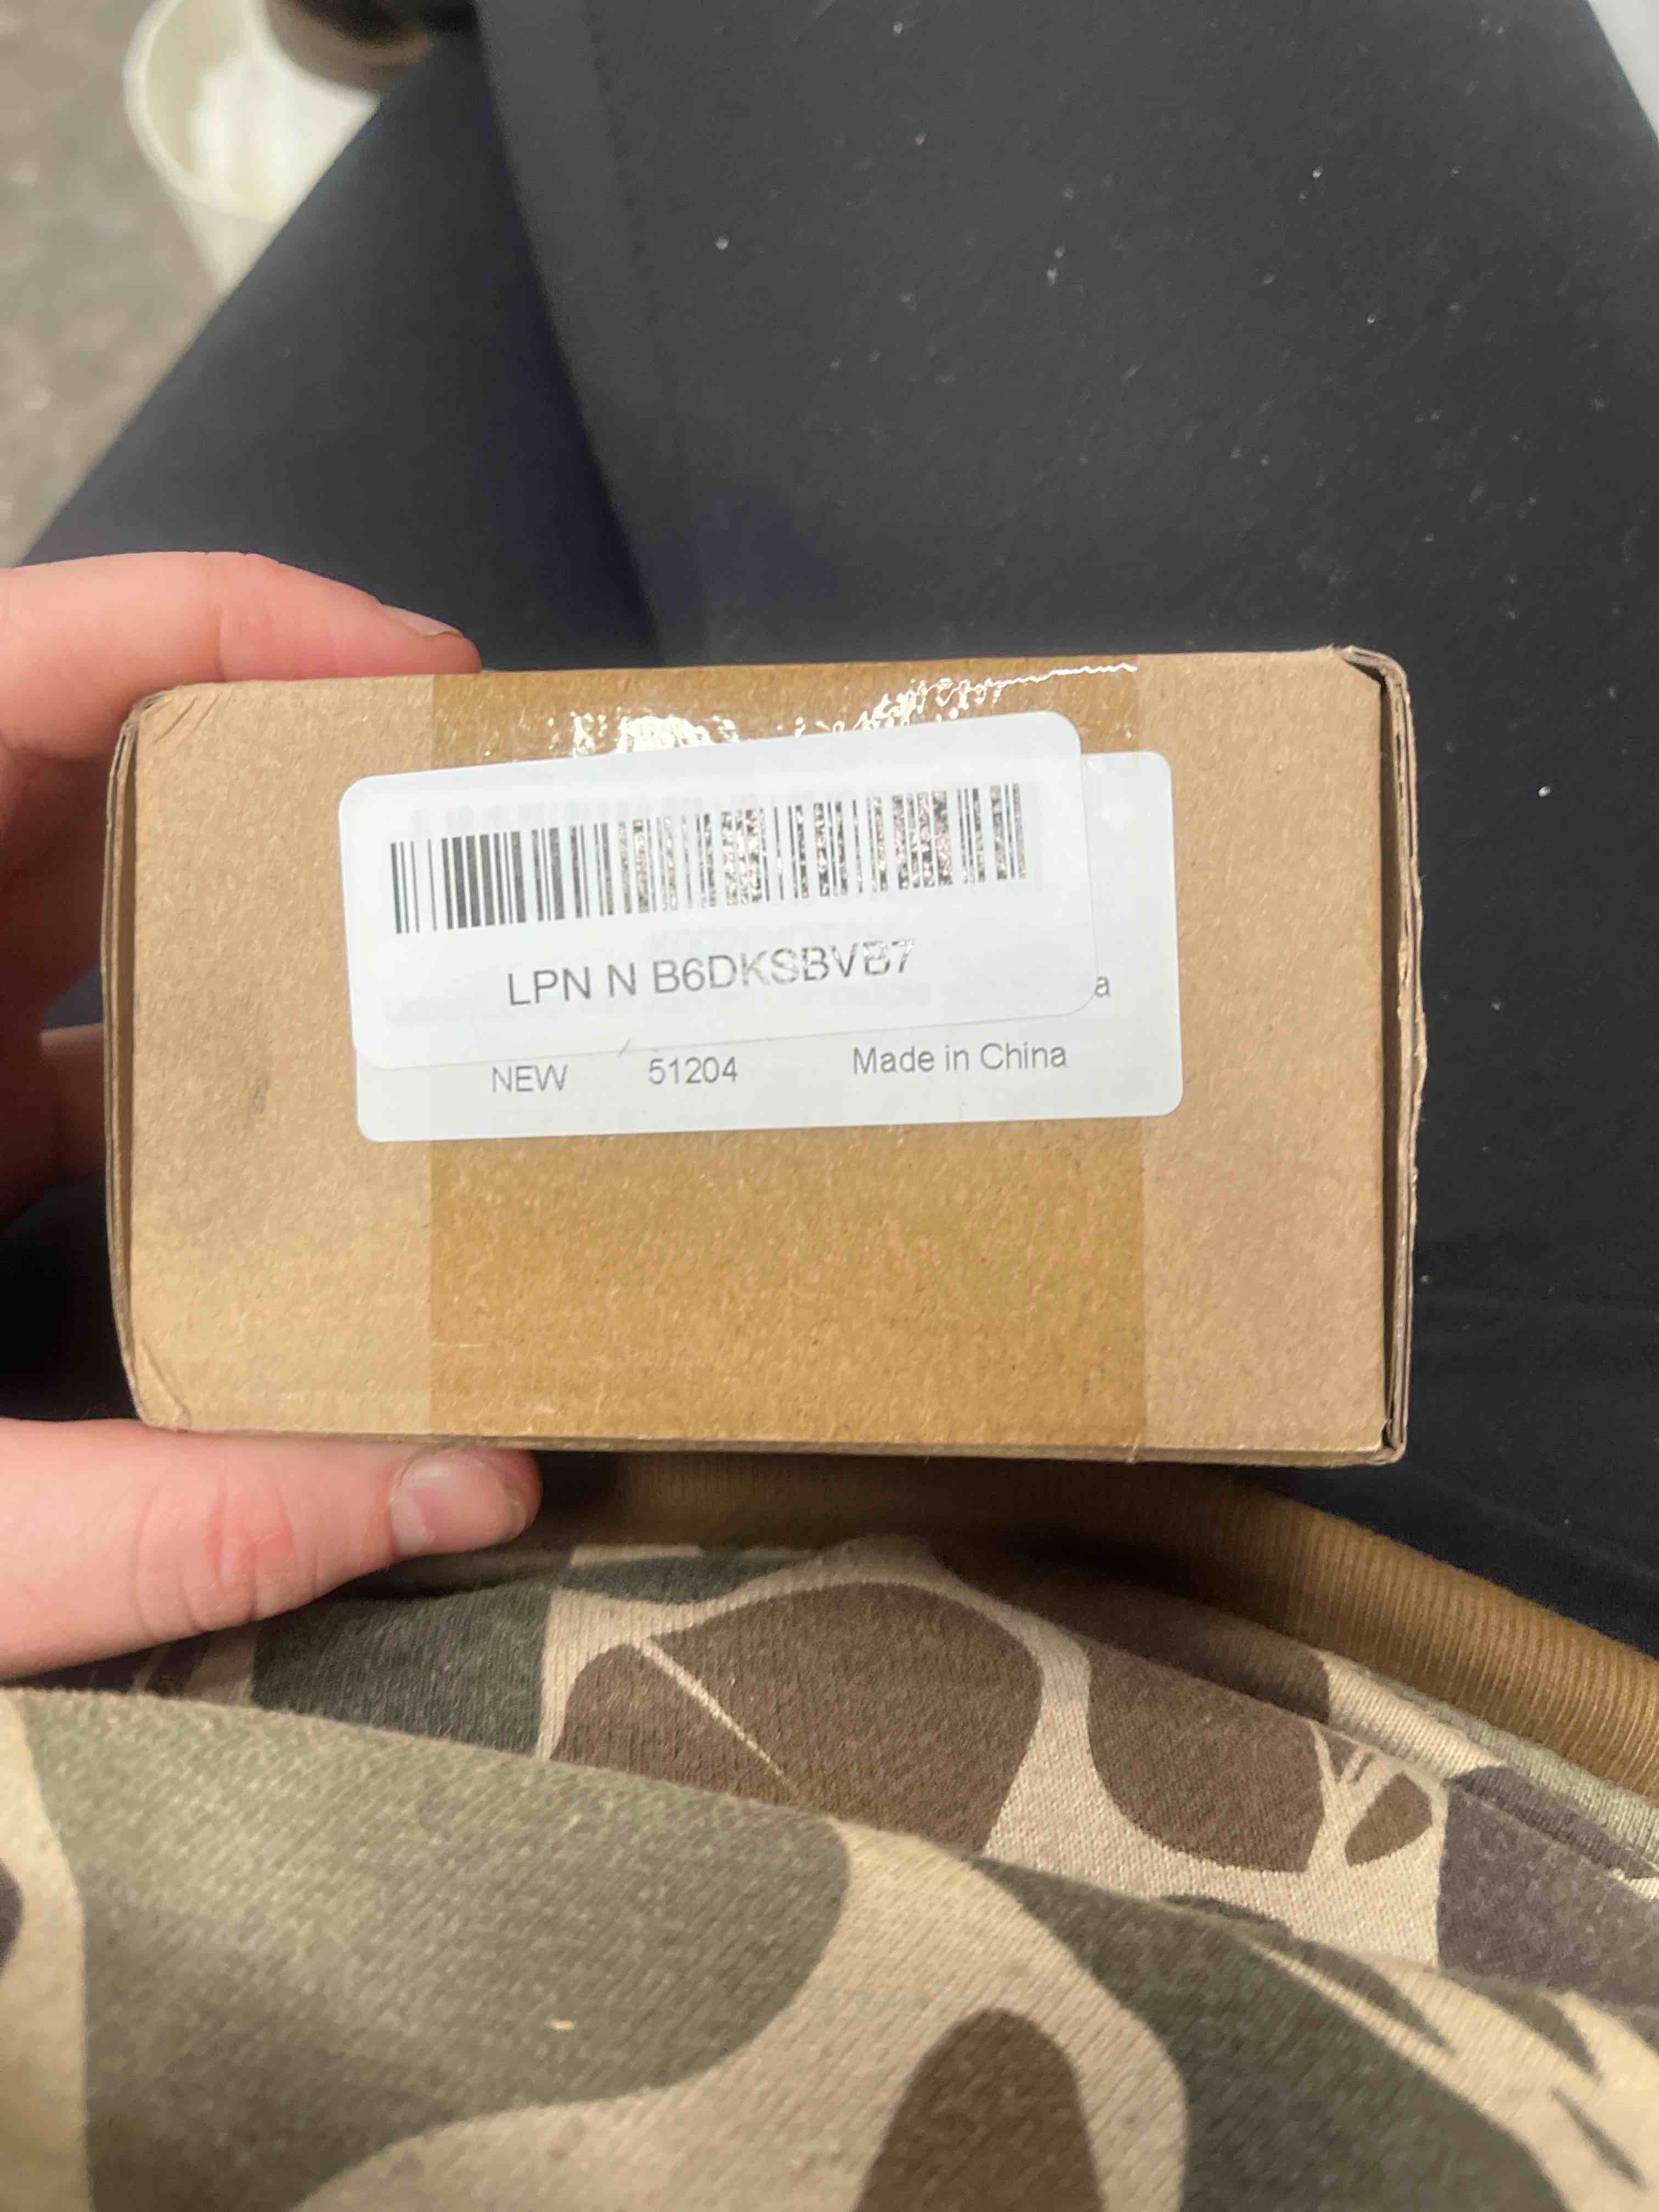 LPN N B6DKSBVB7
a
NEW 51204 Made in China